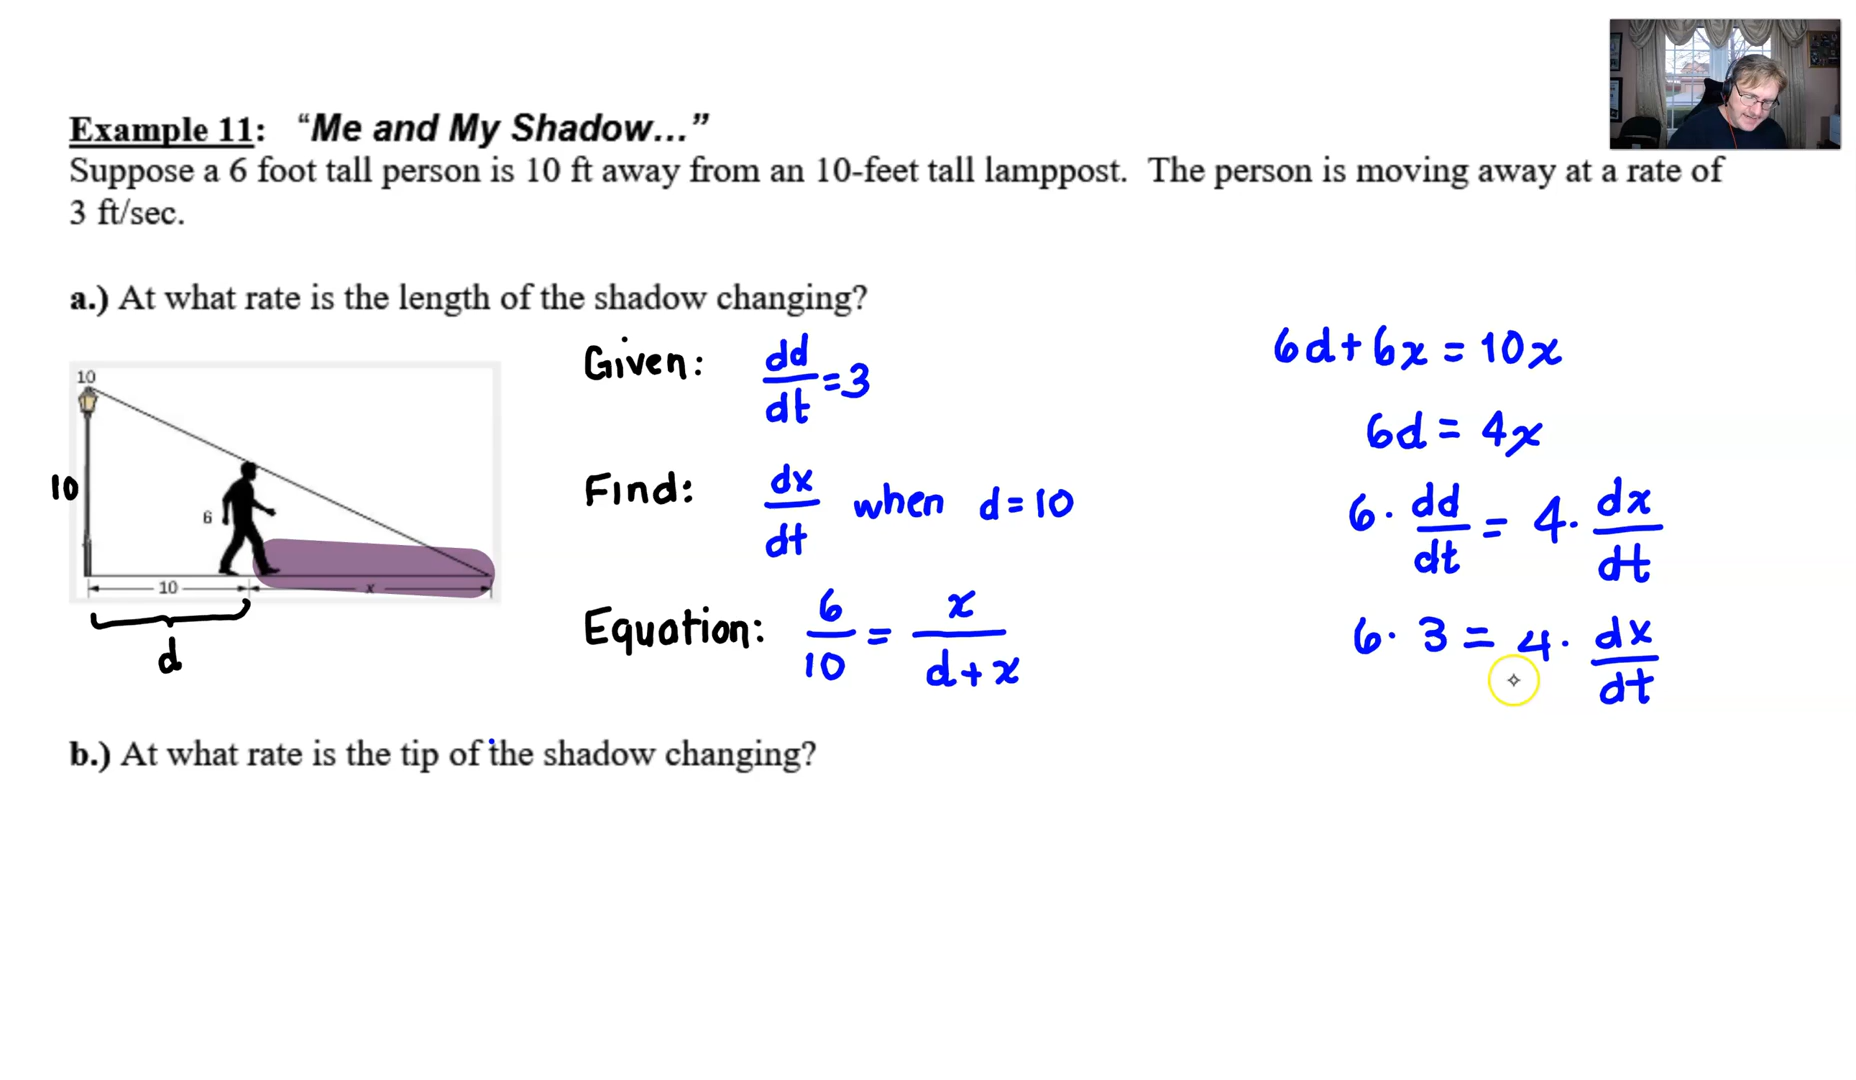 Example 11: “Me and My Shadow…”
Suppose a 6 foot tall person is 10 ft away from an 10-feet tall lamppost. The person is moving away at a rate of
3 ft/sec.
a.) At what rate is the length of the shadow changing?
10
10
6
10
x
d
Given: dd/dt = 3
Find: dx/dt when d = 10
Equation: 6/10 = x/(d + x)
6d + 6x = 10x
6d = 4x
6 · dd/dt = 4 · dx/dt
6 · 3 = 4 · dx/dt
b.) At what rate is the tip of the shadow changing?